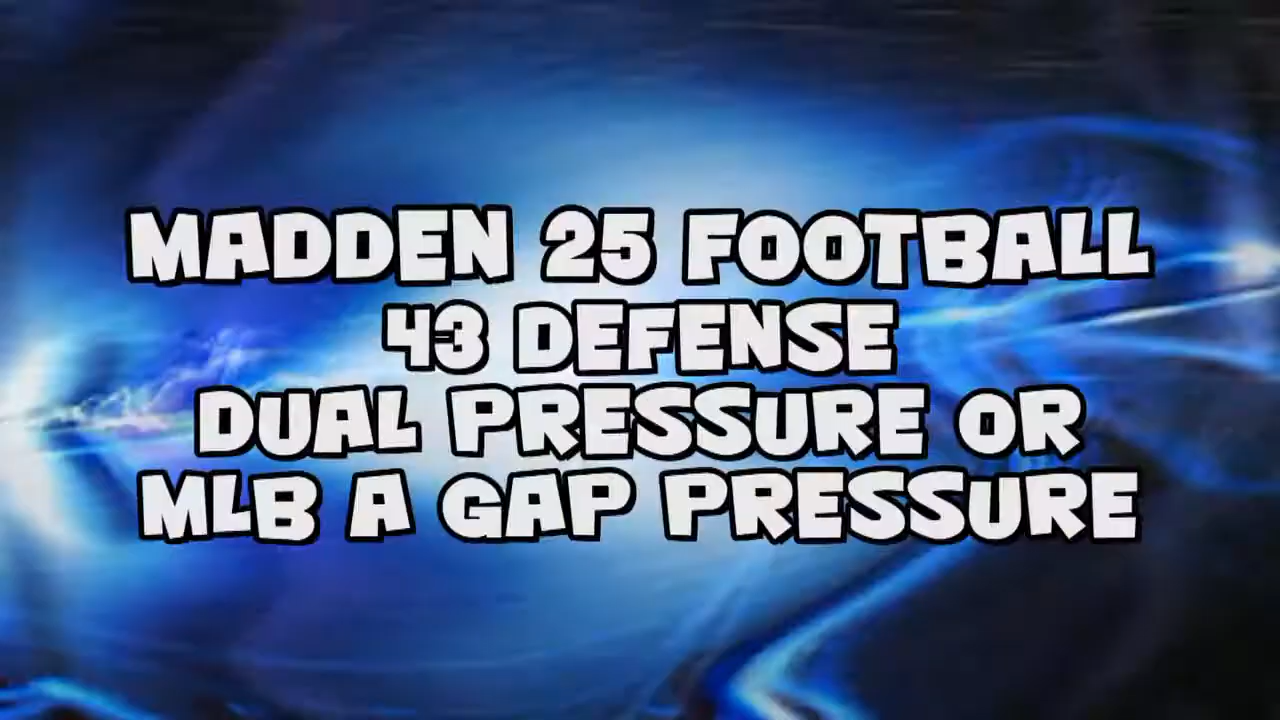 MADDEN 25 FOOTBALL
43 DEFENSE
DUAL PRESSURE OR
MLB A GAP PRESSURE